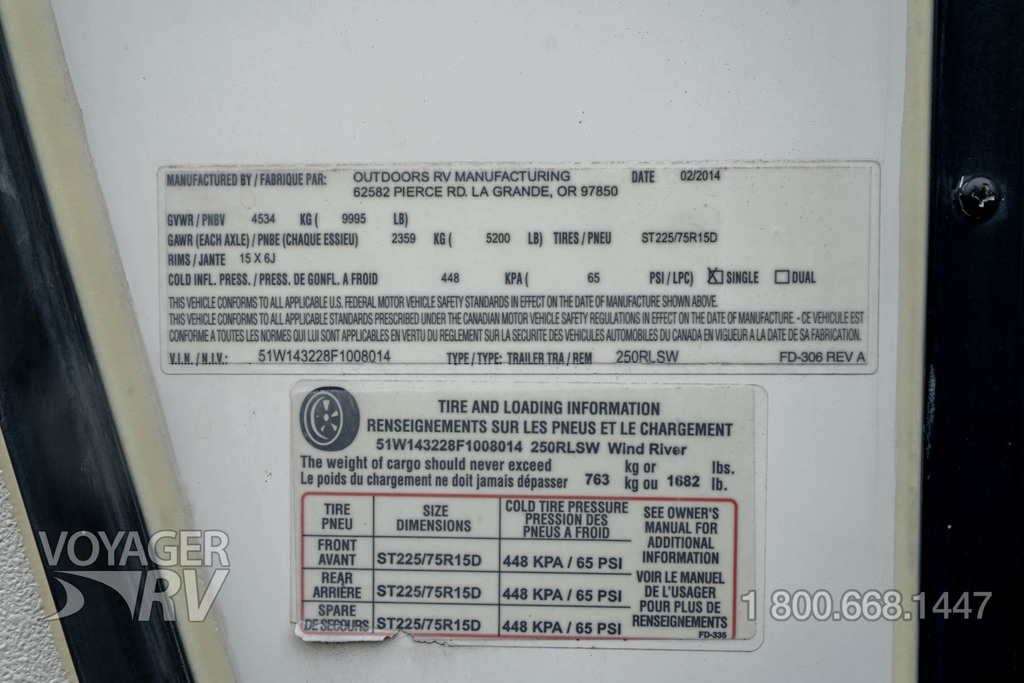 MANUFACTURED BY / FABRIQUE PAR: OUTDOORS RV MANUFACTURING DATE 02/2014
62582 PIERCE RD. LA GRANDE, OR 97850
GVWR / PNBV 4534 KG ( 9995 LB)
GAWR (EACH AXLE) / PNBE (CHAQUE ESSIEU) 2359 KG ( 5200 LB) TIRES / PNEU ST225/75R15D
RIMS / JANTE 15 X 6J
COLD INFL. PRESS. / PRESS. DE GONFL. A FROID 448 KPA ( 65 PSI / LPC) X SINGLE DUAL
THIS VEHICLE CONFORMS TO ALL APPLICABLE U.S. FEDERAL MOTOR VEHICLE SAFETY STANDARDS IN EFFECT ON THE DATE OF MANUFACTURE SHOWN ABOVE.
THIS VEHICLE CONFORMS TO ALL APPLICABLE STANDARDS PRESCRIBED UNDER THE CANADIAN MOTOR VEHICLE SAFETY REGULATIONS IN EFFECT ON THE DATE OF MANUFACTURE. - CE VEHICULE EST
CONFORME A TOUTES LES NORMES QUI LUI SONT APPLICABLES EN VERTU DU REGLEMENT SUR LA SECURITE DES VEHICULES AUTOMOBILES DU CANADA EN VIGUEUR A LA DATE DE SA FABRICATION.
V.I.N. / N.I.V.: 51W143228F1008014 TYPE / TYPE: TRAILER TRA / REM 250RLSW FD-306 REV A
TIRE AND LOADING INFORMATION
RENSEIGNEMENTS SUR LES PNEUS ET LE CHARGEMENT
51W143228F1008014 250RLSW Wind River
The weight of cargo should never exceed kg or lbs.
Le poids du chargement ne doit jamais dépasser 763 kg ou 1682 lb.
TIRE PNEU
SIZE DIMENSIONS
COLD TIRE PRESSURE
PRESSION DES
PNEUS A FROID
FRONT
AVANT ST225/75R15D 448 KPA / 65 PSI
REAR
ARRIÈRE ST225/75R15D 448 KPA / 65 PSI
SPARE
DE SECOURS ST225/75R15D 448 KPA / 65 PSI
SEE OWNER'S
MANUAL FOR
ADDITIONAL
INFORMATION
VOIR LE MANUEL
DE L'USAGER
POUR PLUS DE
RENSEIGNEMENTS
FD-335
VOYAGER
RV
1 800.668.1447